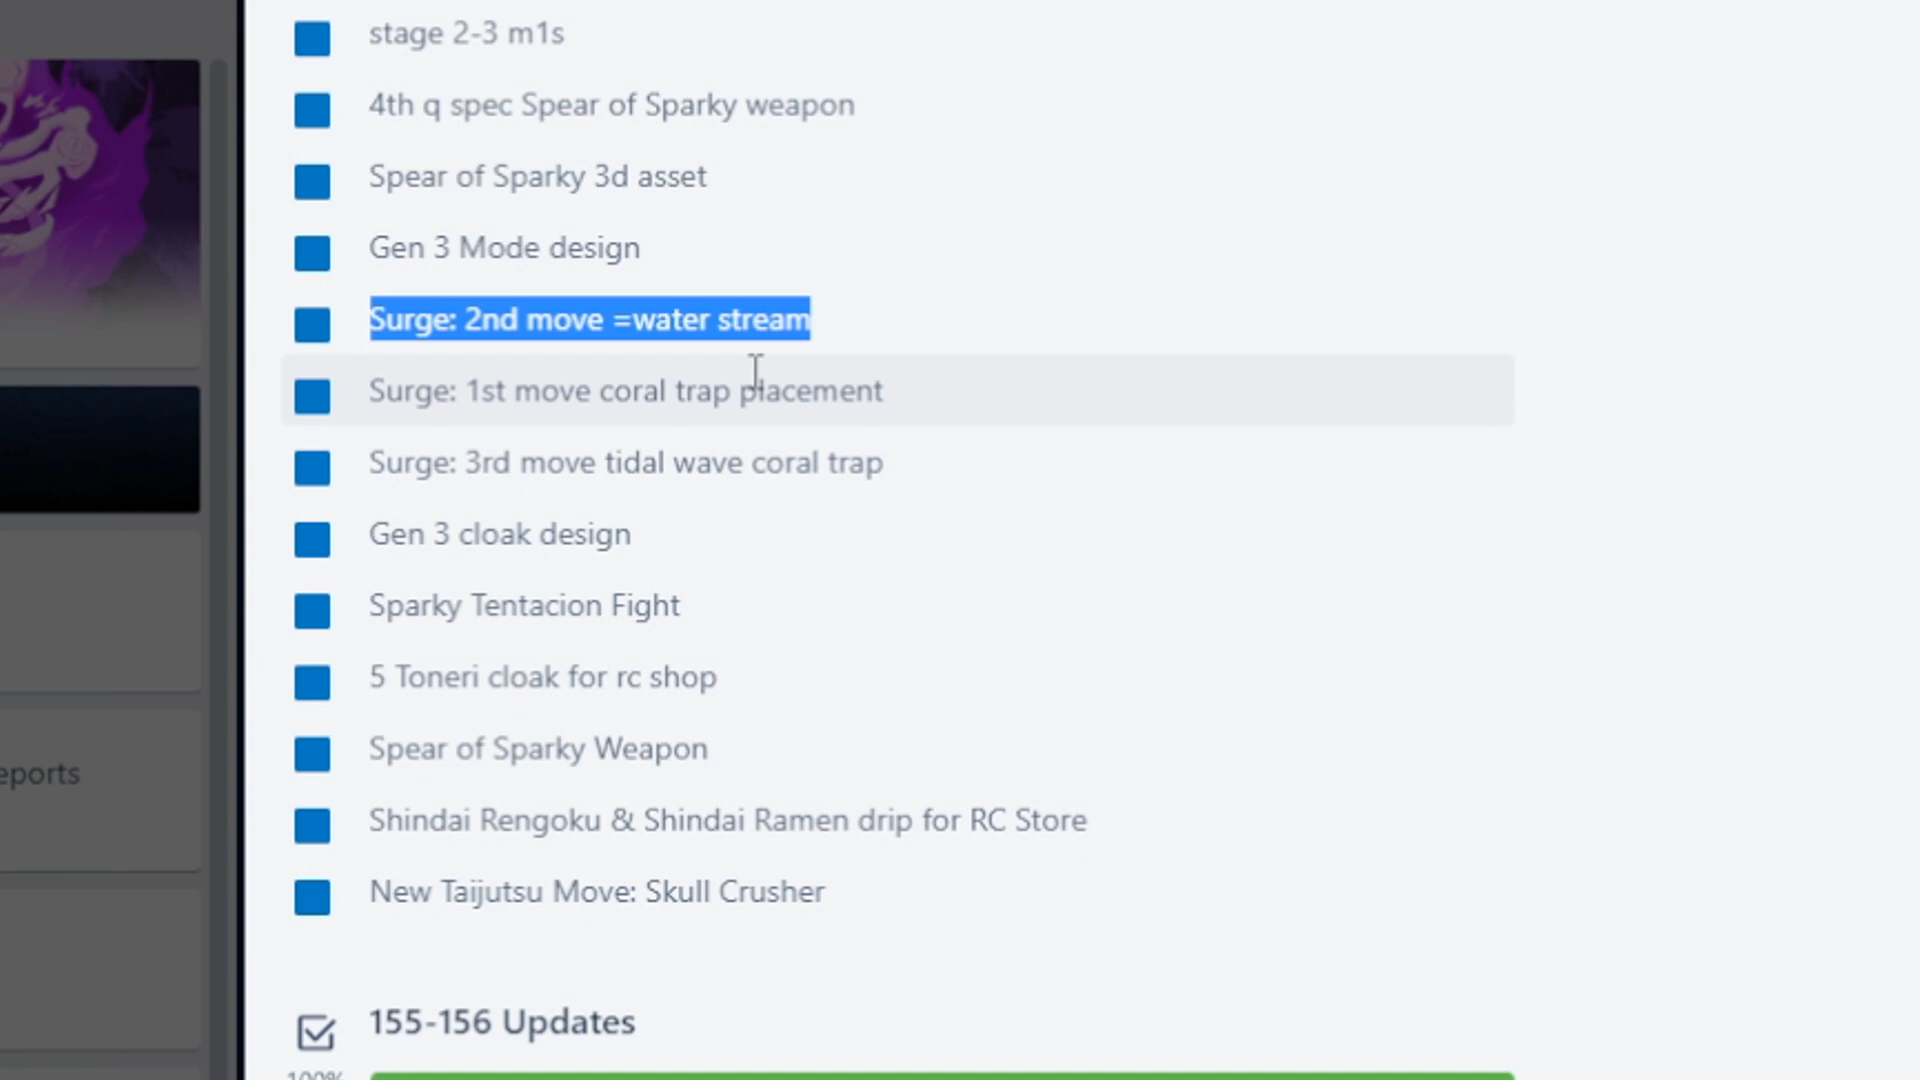 stage 2-3 m1s
4th q spec Spear of Sparky weapon
Spear of Sparky 3d asset
Gen 3 Mode design
Surge: 2nd move =water stream
Surge: 1st move coral trap placement
Surge: 3rd move tidal wave coral trap
Gen 3 cloak design
Sparky Tentacion Fight
5 Toneri cloak for rc shop
Spear of Sparky Weapon
eports
Shindai Rengoku & Shindai Ramen drip for RC Store
New Taijutsu Move: Skull Crusher
155-156 Updates
100%